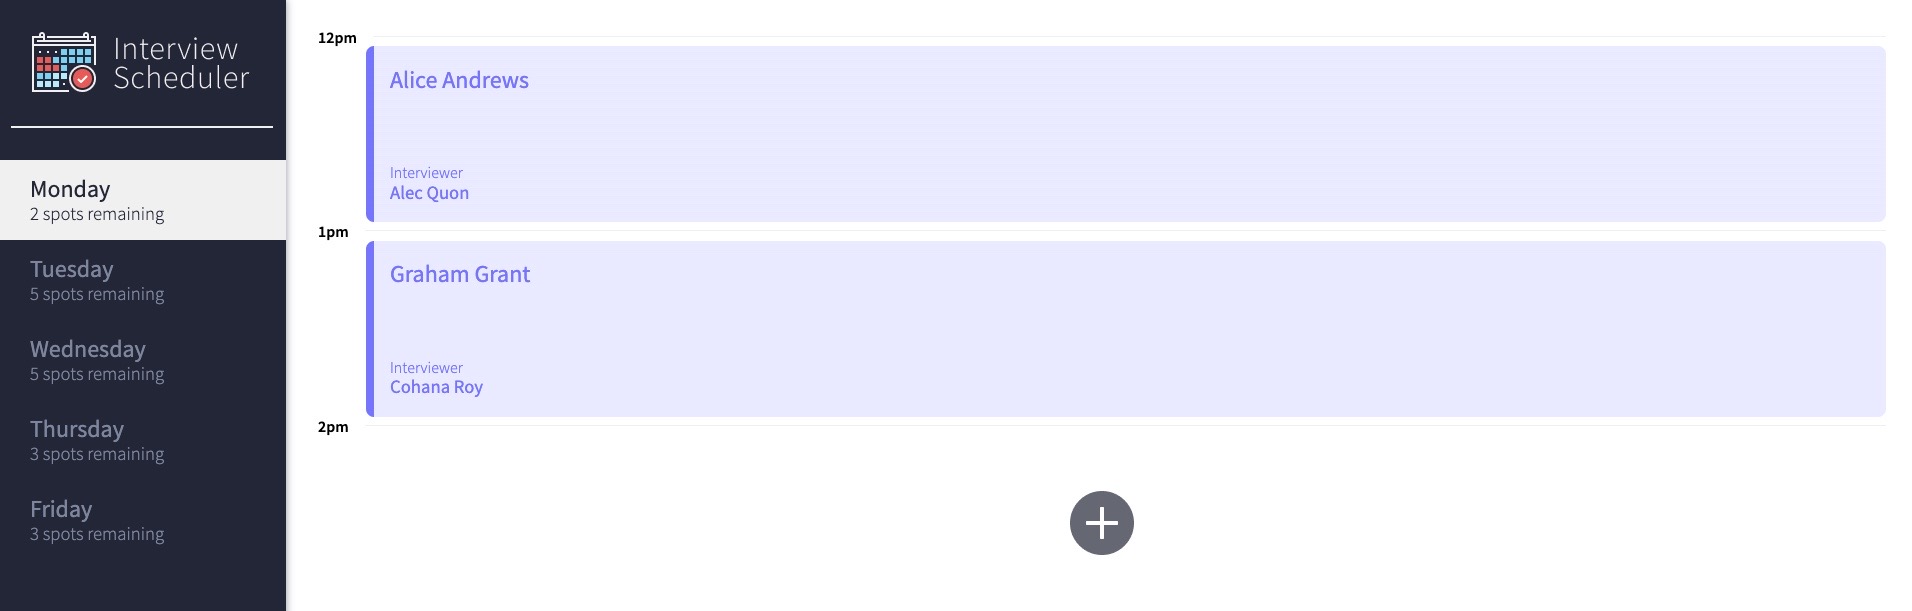 Interview
Scheduler
Monday
2 spots remaining
Tuesday
5 spots remaining
Wednesday
5 spots remaining
Thursday
3 spots remaining
Friday
3 spots remaining
12pm
Alice Andrews
Interviewer
Alec Quon
1pm
Graham Grant
Interviewer
Cohana Roy
2pm